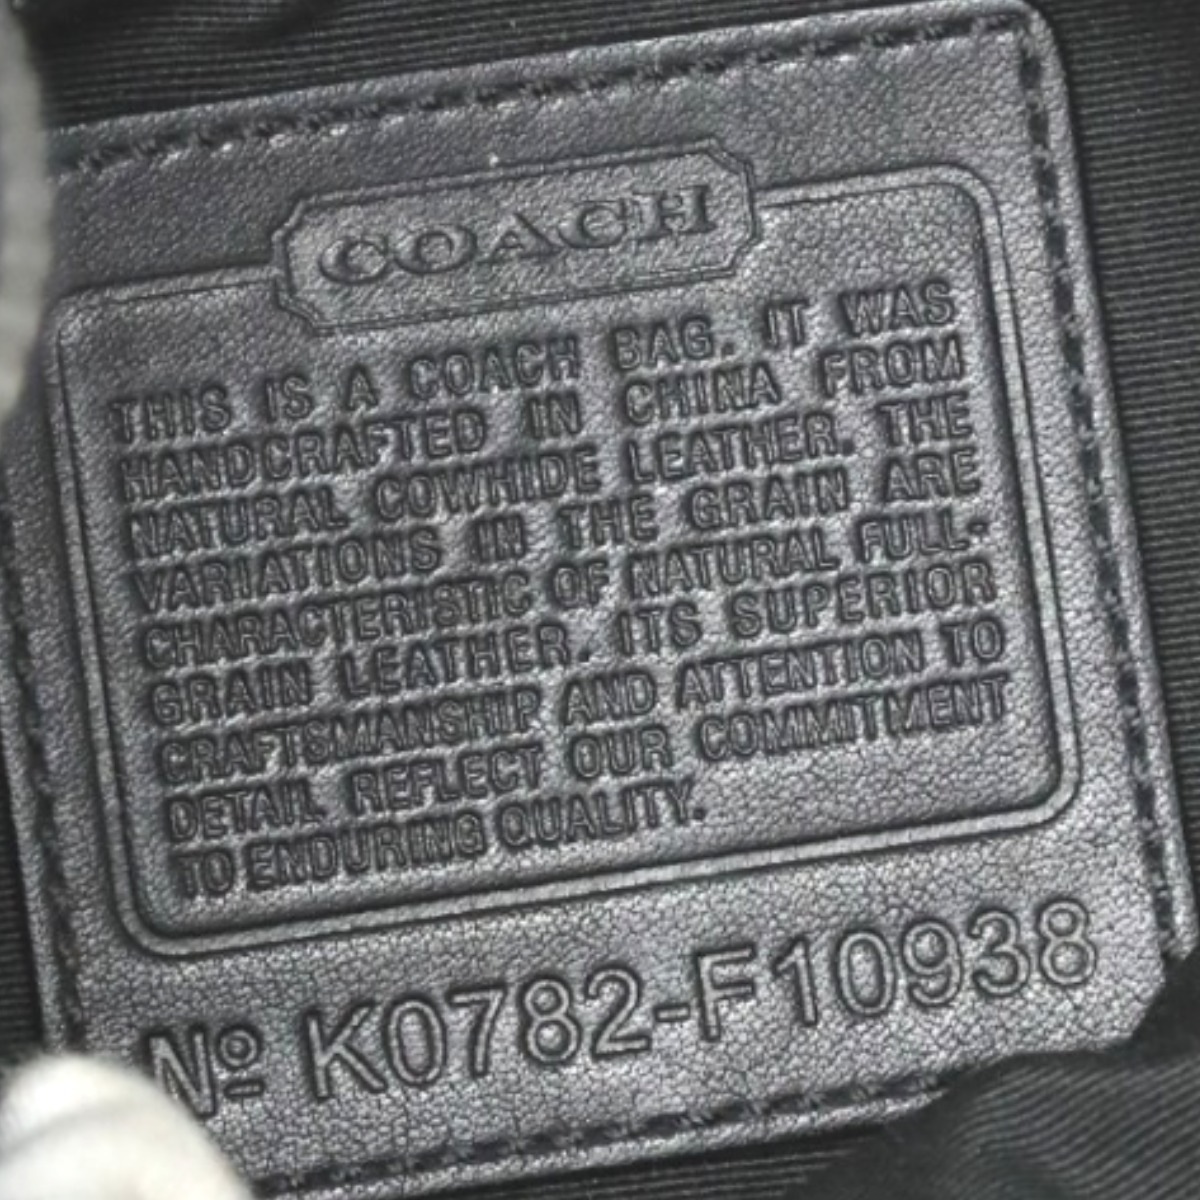 COACH
THIS IS A COACH BAG. IT WAS
HANDCRAFTED IN CHINA FROM
NATURAL COWHIDE LEATHER. THE
VARIATIONS IN THE GRAIN ARE
CHARACTERISTIC OF NATURAL FULL-
GRAIN LEATHER. ITS SUPERIOR
CRAFTSMANSHIP AND ATTENTION TO
DETAIL REFLECT OUR COMMITMENT
TO ENDURING QUALITY.
Nº K0782-F10938